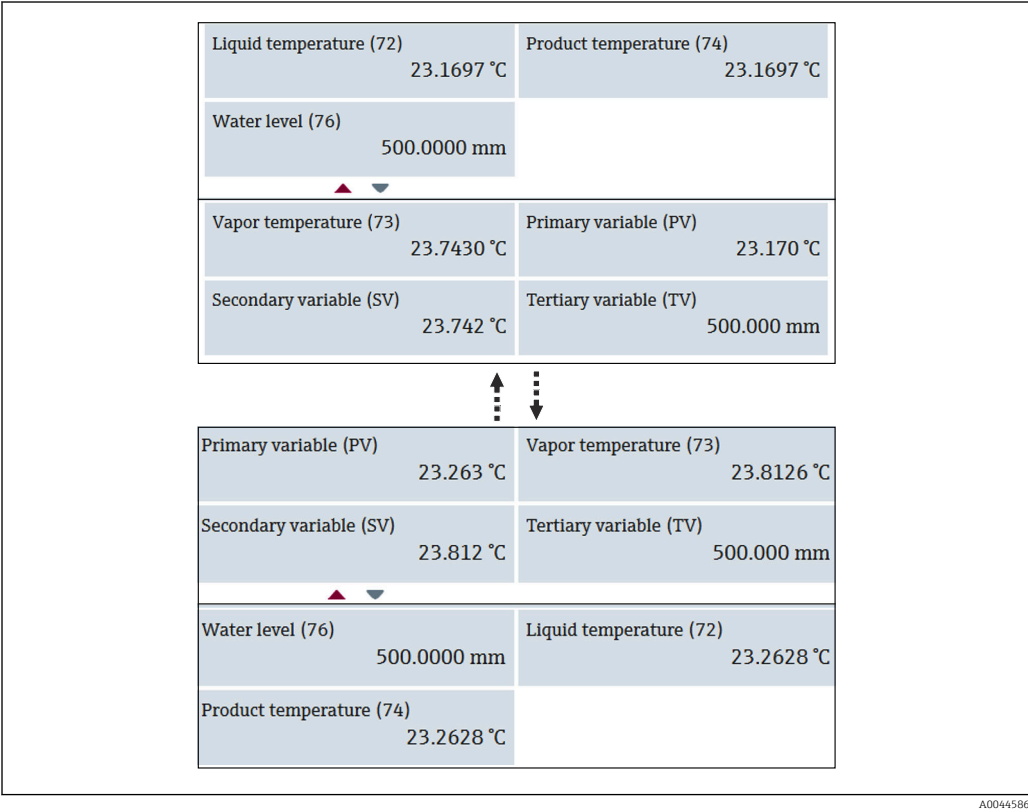 Liquid temperature (72)
23.1697 °C
Product temperature (74)
23.1697 °C
Water level (76)
500.0000 mm
Vapor temperature (73)
23.7430 °C
Primary variable (PV)
23.170 °C
Secondary variable (SV)
23.742 °C
Tertiary variable (TV)
500.000 mm
Primary variable (PV)
23.263 °C
Vapor temperature (73)
23.8126 °C
Secondary variable (SV)
23.812 °C
Tertiary variable (TV)
500.000 mm
Water level (76)
500.0000 mm
Liquid temperature (72)
23.2628 °C
Product temperature (74)
23.2628 °C
A0044586